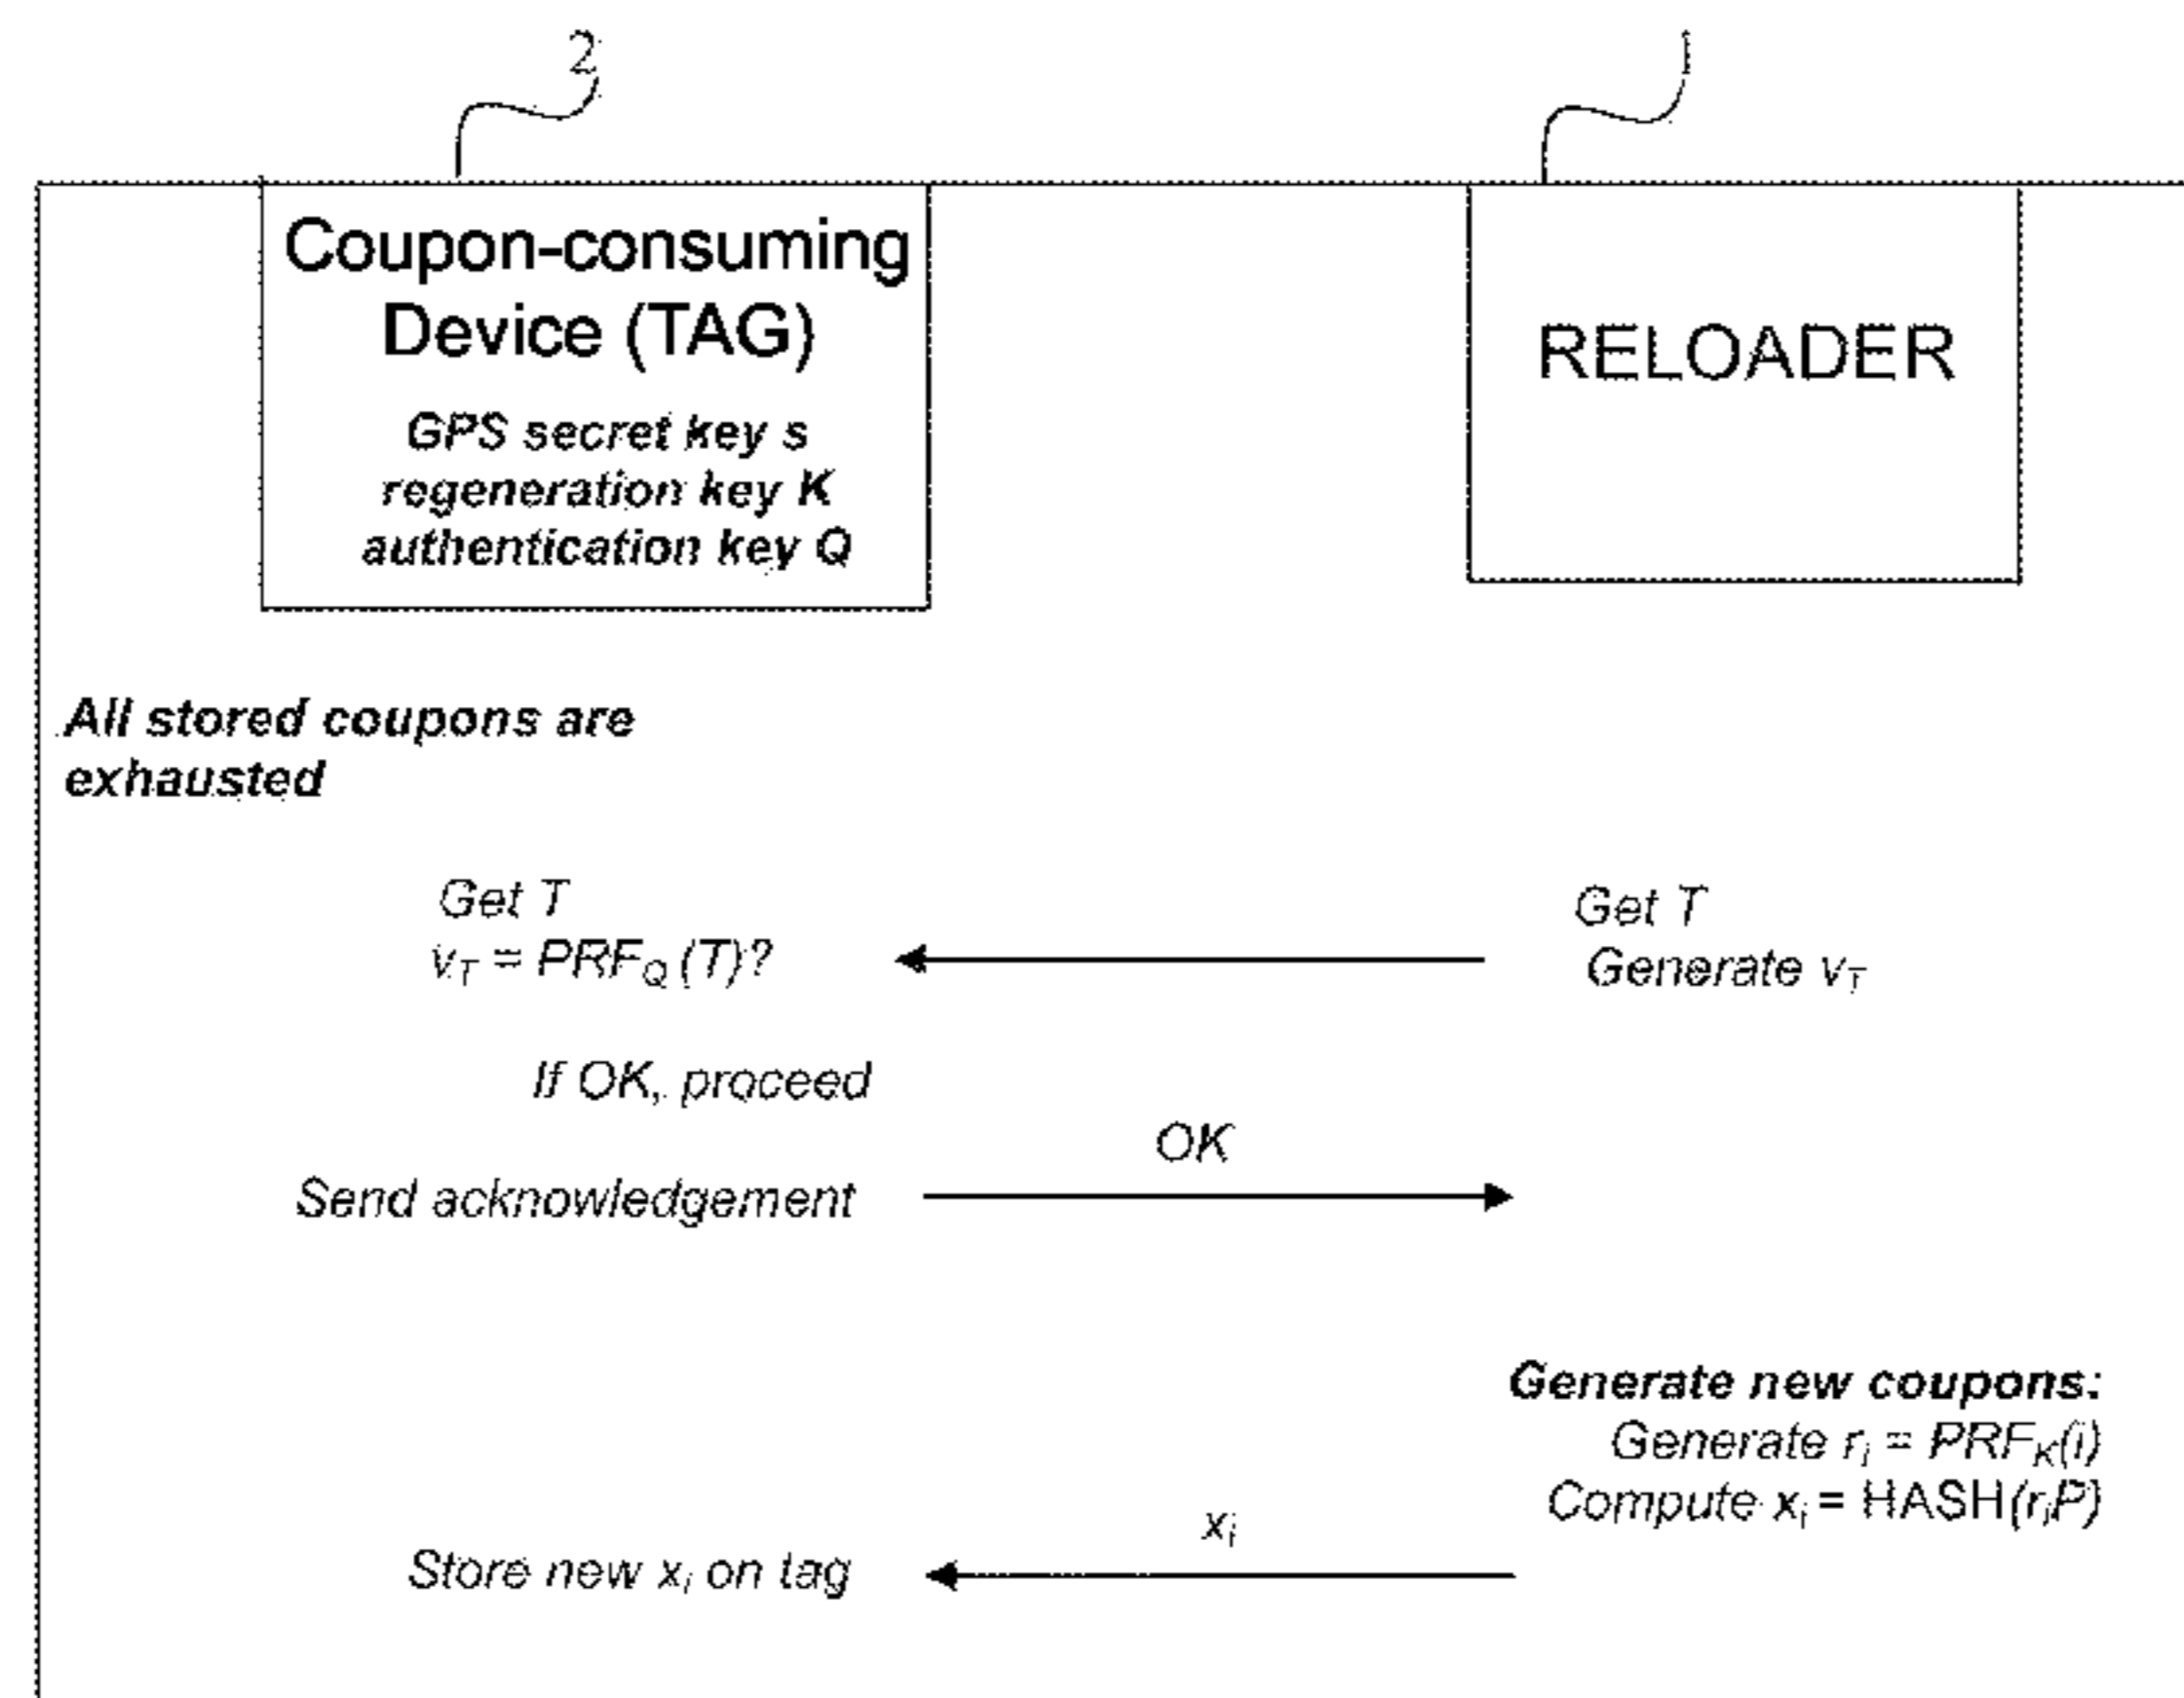 2
1
Coupon-consuming
Device (TAG)
GPS secret key s
regeneration key K
authentication key Q
RELOADER
All stored coupons are
exhausted
Get T
v_T = PRF_Q (T)?
Get T
Generate v_T
If OK, proceed
OK
Send acknowledgement
Generate new coupons:
Generate r_i = PRF_K(i)
Compute x_i = HASH(r_iP)
x_i
Store new x_i on tag